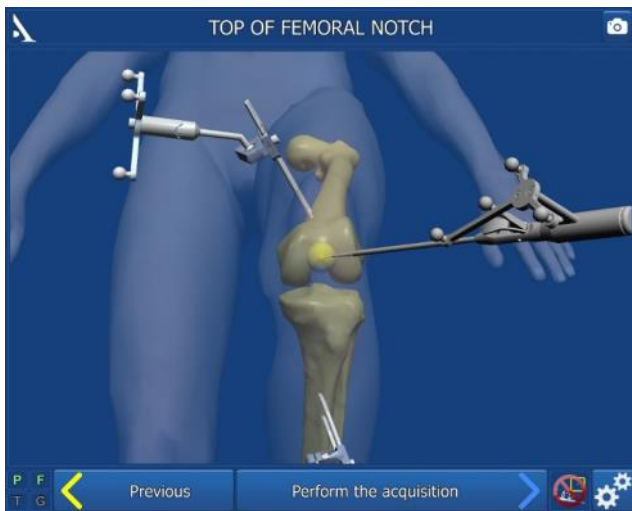 TOP OF FEMORAL NOTCH
P F
T G
Previous
Perform the acquisition